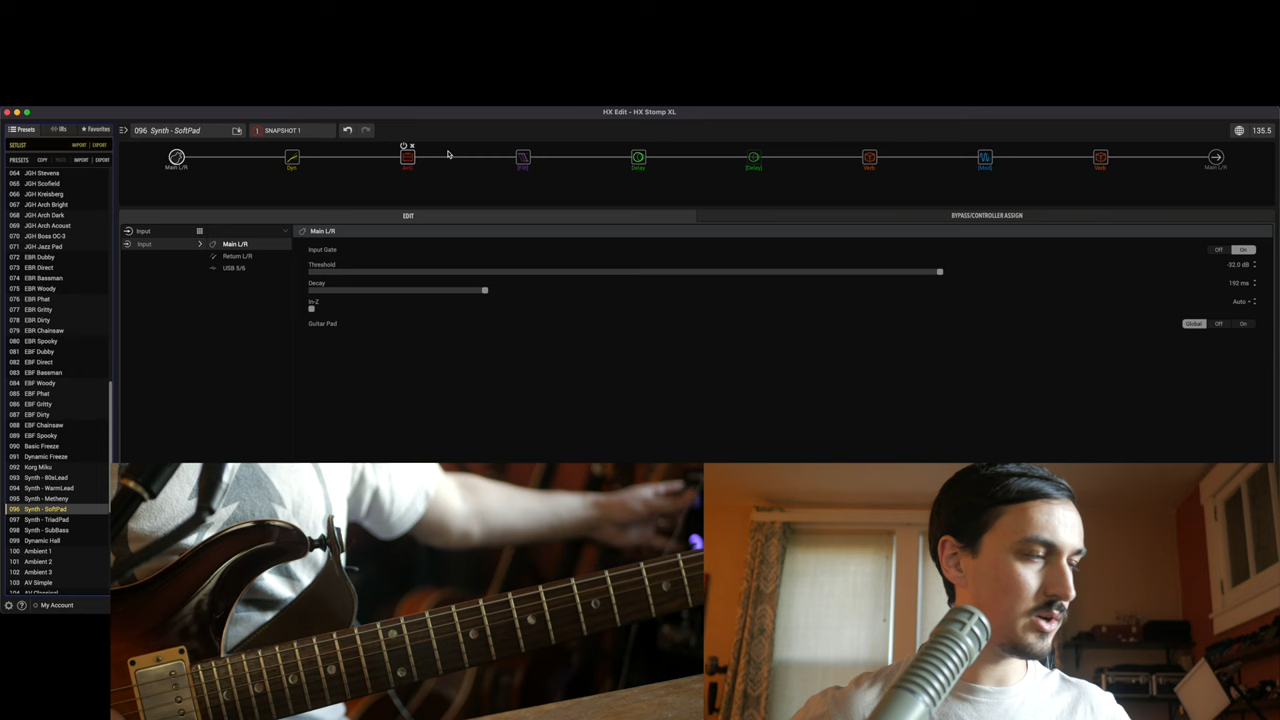 HX Edit - HX Stomp XL
Presets IRs Favorites
096 Synth - SoftPad
1 SNAPSHOT 1
135.5
SETLIST IMPORT EXPORT
PRESETS COPY IMPORT EXPORT
Main L/R Dyn [Filt] Delay [Delay] Verb [Mod] Verb Main L/R
EDIT
BYPASS/CONTROLLER ASSIGN
Input
Input
Main L/R
Return L/R
USB 5/6
Main L/R
Input Gate Off On
Threshold -32.0 dB
Decay 192 ms
In-Z Auto
Guitar Pad Global Off On
064 JGH Stevens
065 JGH Scofield
066 JGH Kreisberg
067 JGH Arch Bright
068 JGH Arch Dark
069 JGH Arch Acoust
070 JGH Boss OC-3
071 JGH Jazz Pad
072 EBR Dubby
073 EBR Direct
074 EBR Bassman
075 EBR Woody
076 EBR Phat
077 EBR Gritty
078 EBR Dirty
079 EBR Chainsaw
080 EBR Spooky
081 EBF Dubby
082 EBF Direct
083 EBF Bassman
084 EBF Woody
085 EBF Phat
086 EBF Gritty
087 EBF Dirty
088 EBF Chainsaw
089 EBF Spooky
090 Basic Freeze
091 Dynamic Freeze
092 Korg Miku
093 Synth - 80sLead
094 Synth - WarmLead
095 Synth - Metheny
096 Synth - SoftPad
097 Synth - TriadPad
098 Synth - SubBass
099 Dynamic Hall
100 Ambient 1
101 Ambient 2
102 Ambient 3
103 AV Simple
My Account